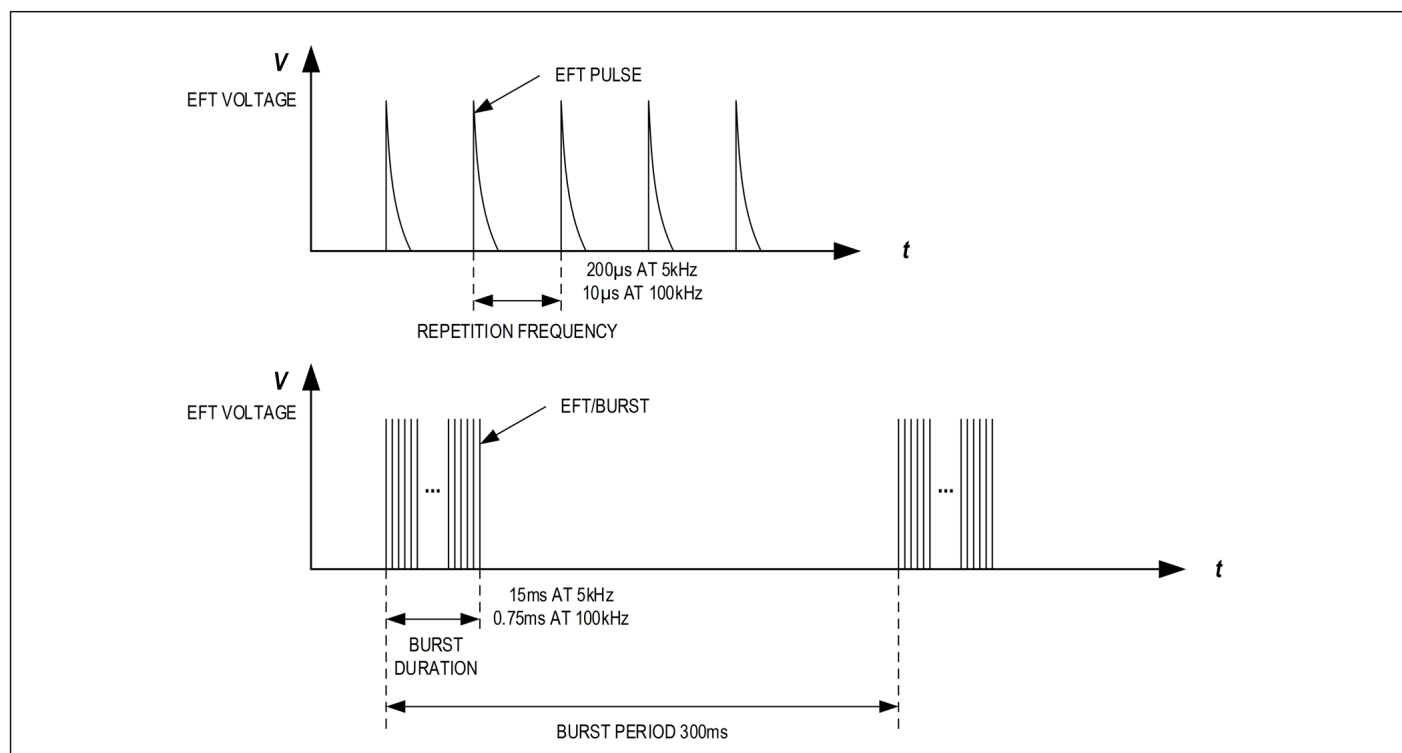 V
EFT VOLTAGE
EFT PULSE
t
200µs AT 5kHz
10µs AT 100kHz
REPETITION FREQUENCY
V
EFT VOLTAGE
EFT/BURST
...
...
t
15ms AT 5kHz
0.75ms AT 100kHz
BURST
DURATION
BURST PERIOD 300ms